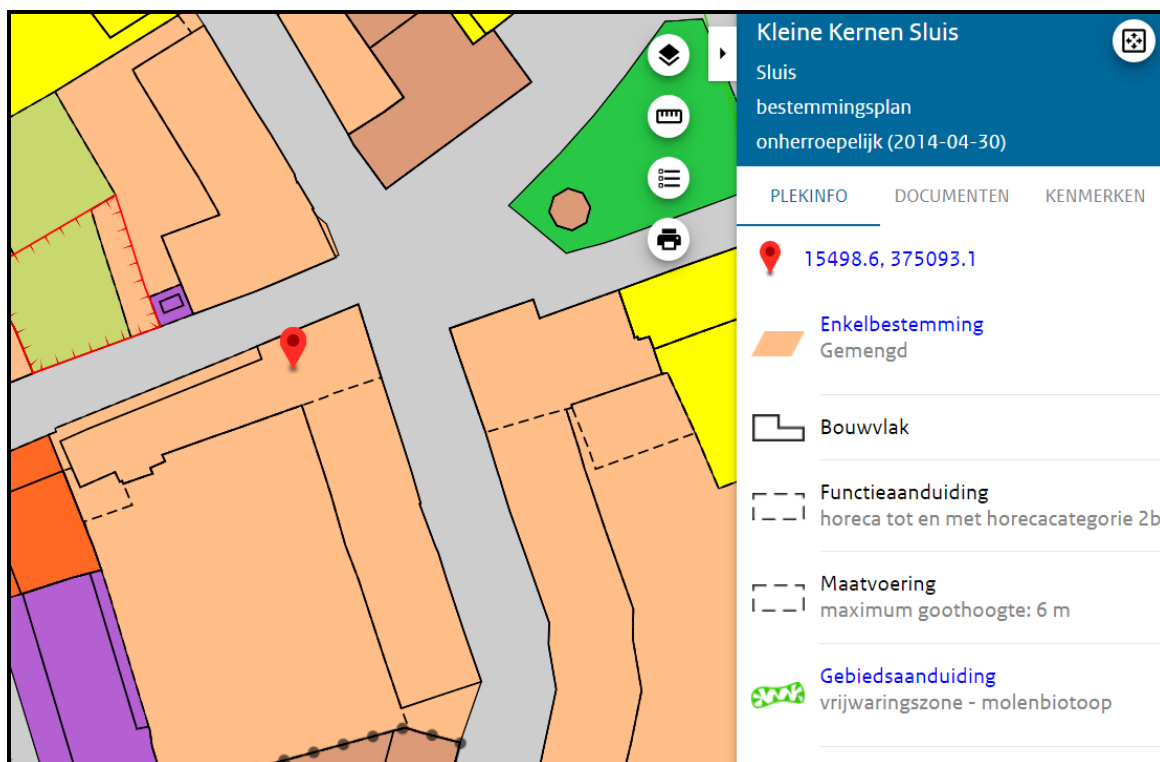 Kleine Kernen Sluis
Sluis
bestemmingsplan
onherroepelijk (2014-04-30)
PLEKINFO DOCUMENTEN KENMERKEN
15498.6, 375093.1
Enkelbestemming
Gemengd
Bouwvlak
Functieaanduiding
horeca tot en met horecacategorie 2b
Maatvoering
maximum goothoogte: 6 m
Gebiedsaanduiding
vrijwaringszone - molenbiotoop